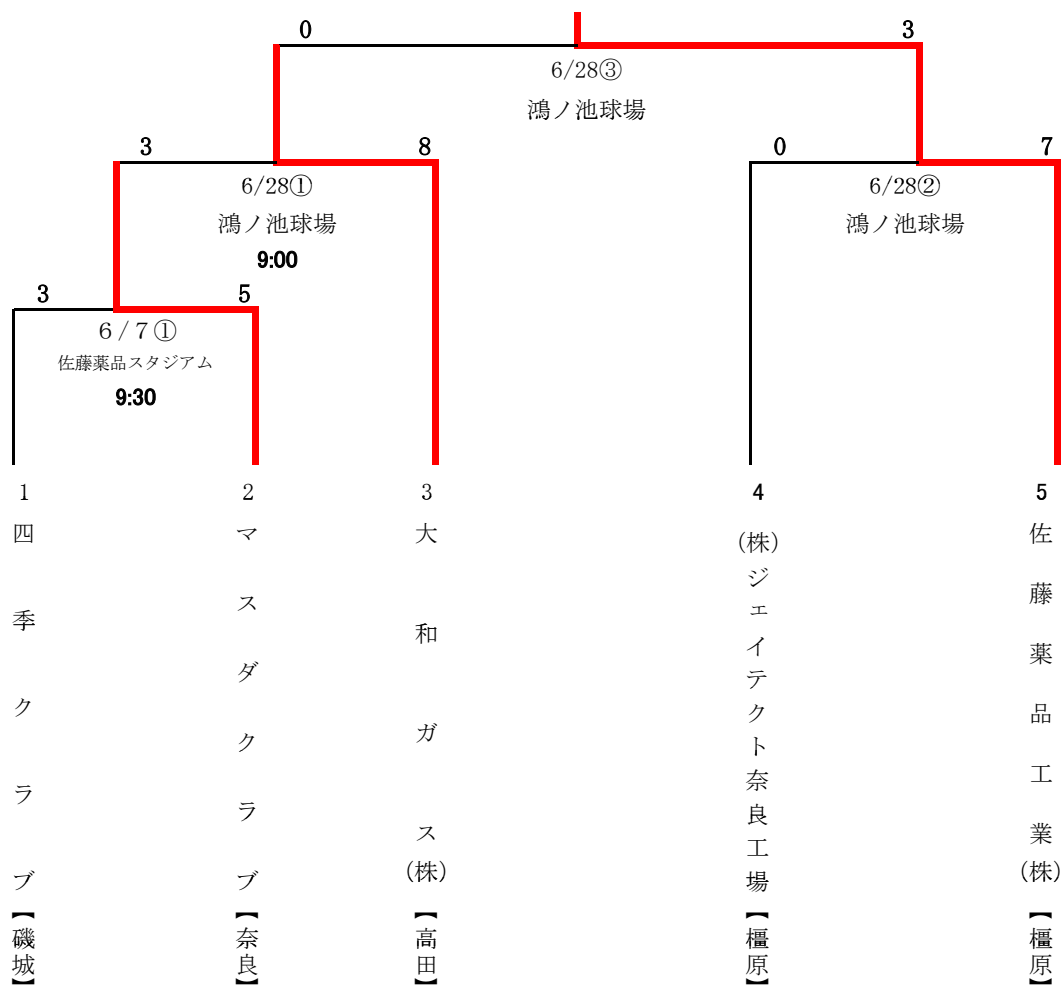 0
3
6/28③
鴻ノ池球場
3
8
0
7
6/28①
鴻ノ池球場
9:00
6/28②
鴻ノ池球場
3
5
６/７①
佐藤薬品スタジアム
9:30
1
四季クラブ【磯城】
2
マスダクラブ【奈良】
3
大和ガス(株)【高田】
4
(株)ジェイテクト奈良工場【橿原】
5
佐藤薬品工業(株)【橿原】